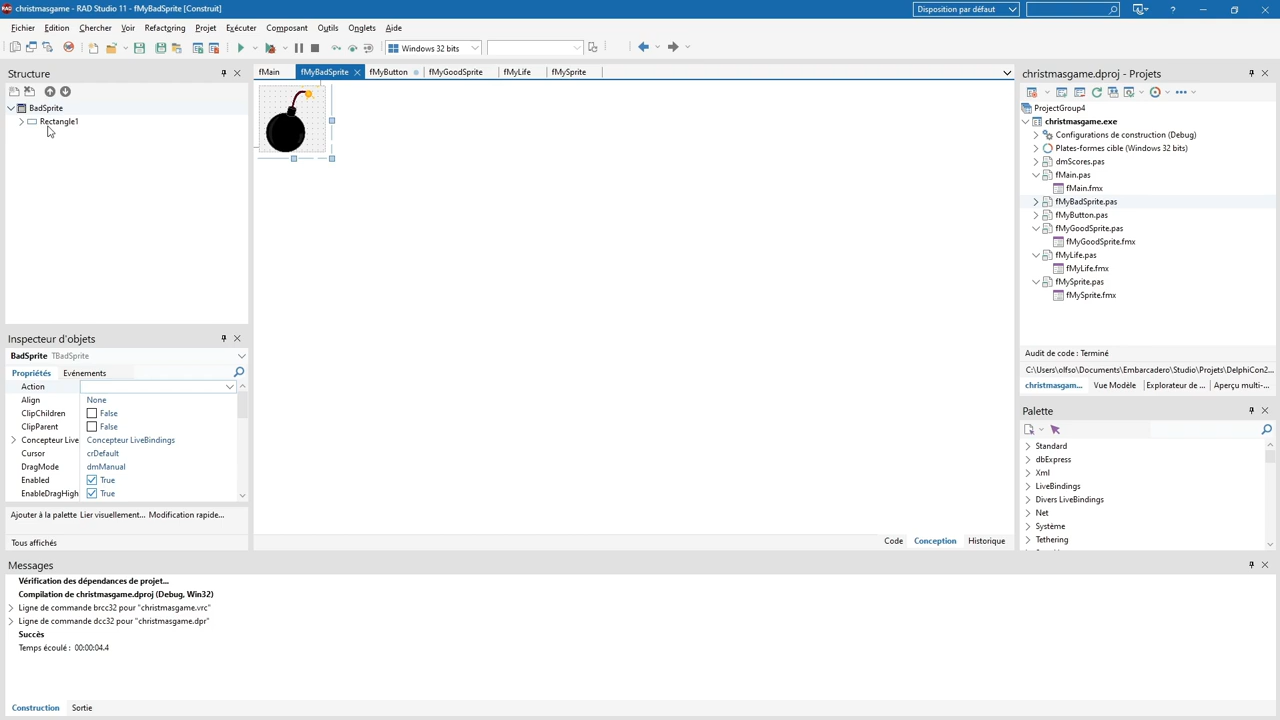 christmasgame - RAD Studio 11 - fMyBadSprite [Construit]
Disposition par défaut
Fichier Edition Chercher Voir Refactoring Projet Exécuter Composant Outils Onglets Aide
Windows 32 bits
Structure
BadSprite
Rectangle1
fMain fMyBadSprite fMyButton fMyGoodSprite fMyLife fMySprite
Inspecteur d'objets
BadSprite TBadSprite
Propriétés Evénements
Action
Align None
ClipChildren False
ClipParent False
Concepteur Live Concepteur LiveBindings
Cursor crDefault
DragMode dmManual
Enabled True
EnableDragHigh True
Ajouter à la palette Lier visuellement... Modification rapide...
Tous affichés
Code Conception Historique
christmasgame.dproj - Projets
ProjectGroup4
christmasgame.exe
Configurations de construction (Debug)
Plates-formes cible (Windows 32 bits)
dmScores.pas
fMain.pas
fMain.fmx
fMyBadSprite.pas
fMyButton.pas
fMyGoodSprite.pas
fMyGoodSprite.fmx
fMyLife.pas
fMyLife.fmx
fMySprite.pas
fMySprite.fmx
Audit de code : Terminé
C:\Users\olfso\Documents\Embarcadero\Studio\Projets\DelphiCon2...
christmasgam... Vue Modèle Explorateur de ... Aperçu multi-...
Palette
Standard
dbExpress
Xml
LiveBindings
Divers LiveBindings
Net
Système
Tethering
Messages
Vérification des dépendances de projet...
Compilation de christmasgame.dproj (Debug, Win32)
Ligne de commande brcc32 pour "christmasgame.vrc"
Ligne de commande dcc32 pour "christmasgame.dpr"
Succès
Temps écoulé : 00:00:04.4
Construction Sortie